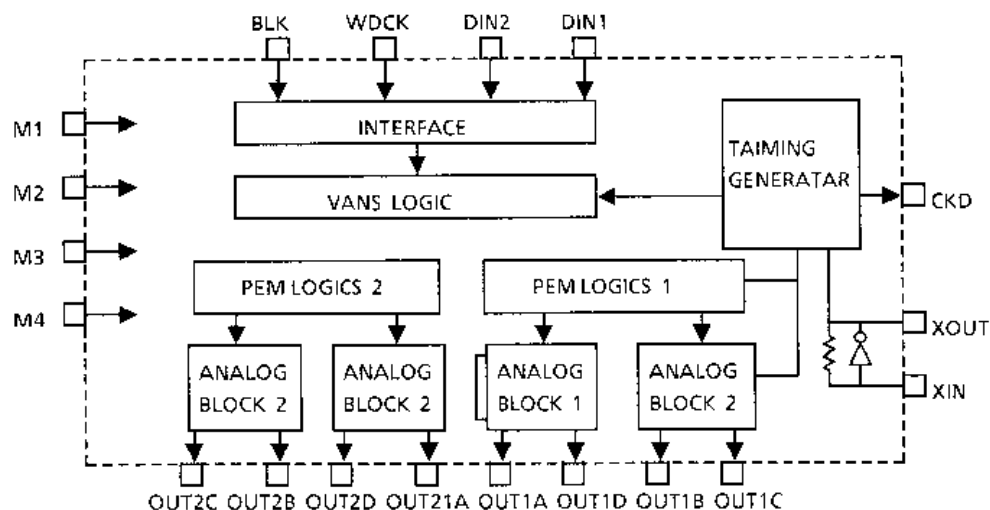 BLK WDCK DIN2 DIN1
M1
INTERFACE
TAIMING
GENERATAR
M2
VANS LOGIC
CKD
M3
PEM LOGICS 2
PEM LOGICS 1
M4
XOUT
ANALOG
BLOCK 2
ANALOG
BLOCK 2
ANALOG
BLOCK 1
ANALOG
BLOCK 2
XIN
OUT2C OUT2B OUT2D OUT21A OUT1A OUT1D OUT1B OUT1C